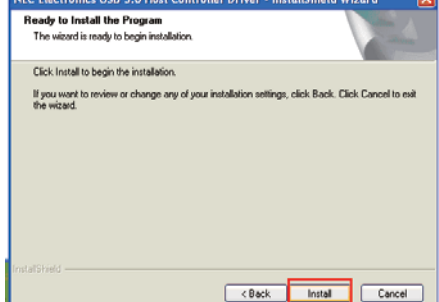 NEC Electronics USB 3.0 Host Controller Driver - InstallShield Wizard
Ready to Install the Program
The wizard is ready to begin installation.
Click Install to begin the installation.
If you want to review or change any of your installation settings, click Back. Click Cancel to exit
the wizard.
InstallShield
< Back
Install
Cancel